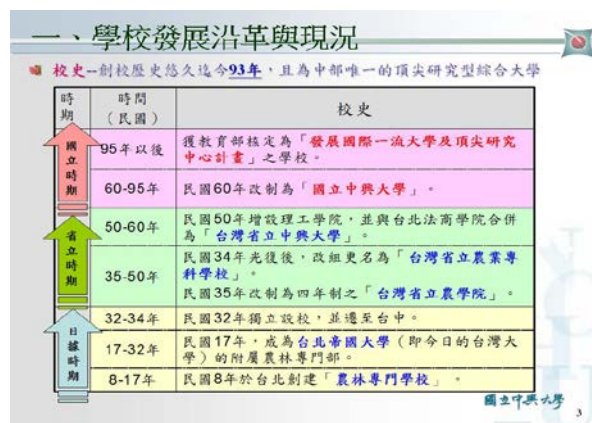 一、學校發展沿革與現況
校史--創校歷史悠久迄今93年，且為中部唯一的頂尖研究型綜合大學
時期
時間（民國）
校史
國立時期
95年以後
獲教育部核定為「發展國際一流大學及頂尖研究
中心計畫」之學校。
60-95年
民國60年改制為「國立中興大學」。
省立時期
50-60年
民國50年增設理工學院，並與台北法商學院合併
為「台灣省立中興大學」。
35-50年
民國34年光復後，改組更名為「台灣省立農業專
科學校」。
民國35年改制為四年制之「台灣省立農學院」。
日據時期
32-34年
民國32年獨立設校，並遷至台中。
17-32年
民國17年，成為台北帝國大學（即今日的台灣大
學）的附屬農林專門部。
8-17年
民國8年於台北創建「農林專門學校」。
國立中興大學
3